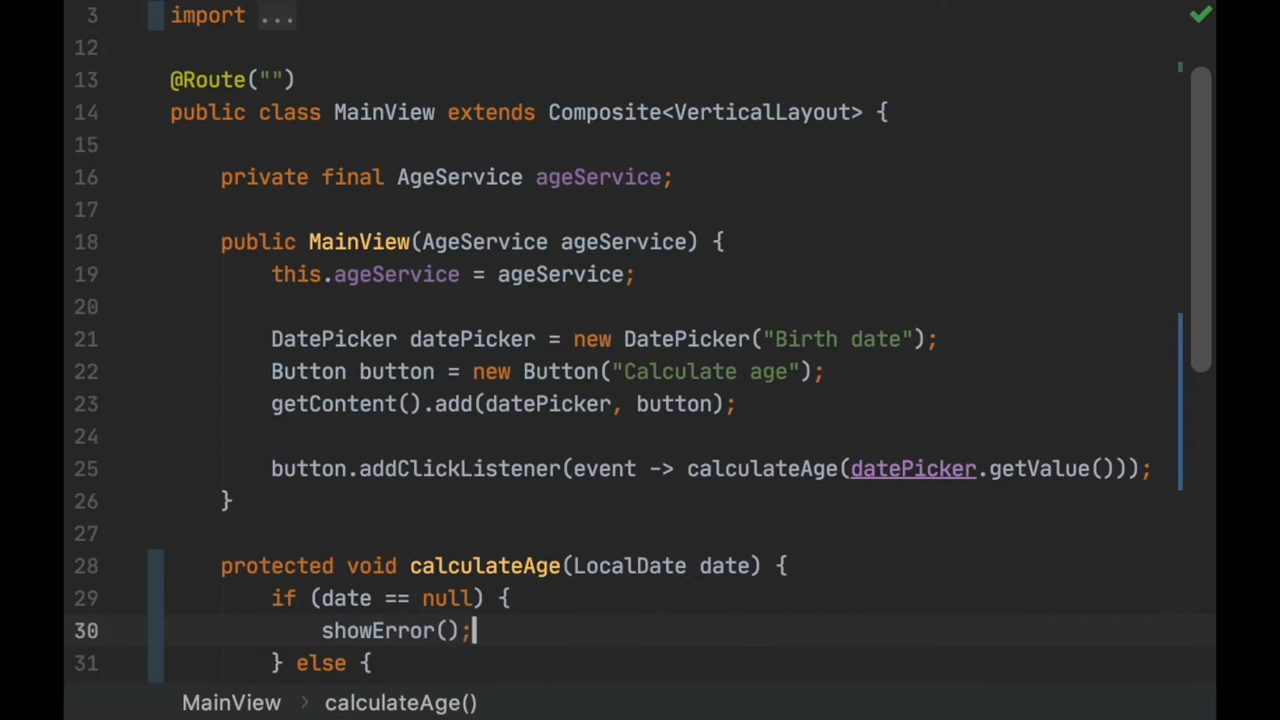 3 import ...
12
13 @Route("")
14 public class MainView extends Composite<VerticalLayout> {
15
16 private final AgeService ageService;
17
18 public MainView(AgeService ageService) {
19 this.ageService = ageService;
20
21 DatePicker datePicker = new DatePicker("Birth date");
22 Button button = new Button("Calculate age");
23 getContent().add(datePicker, button);
24
25 button.addClickListener(event -> calculateAge(datePicker.getValue()));
26 }
27
28 protected void calculateAge(LocalDate date) {
29 if (date == null) {
30 showError();
31 } else {
MainView > calculateAge()